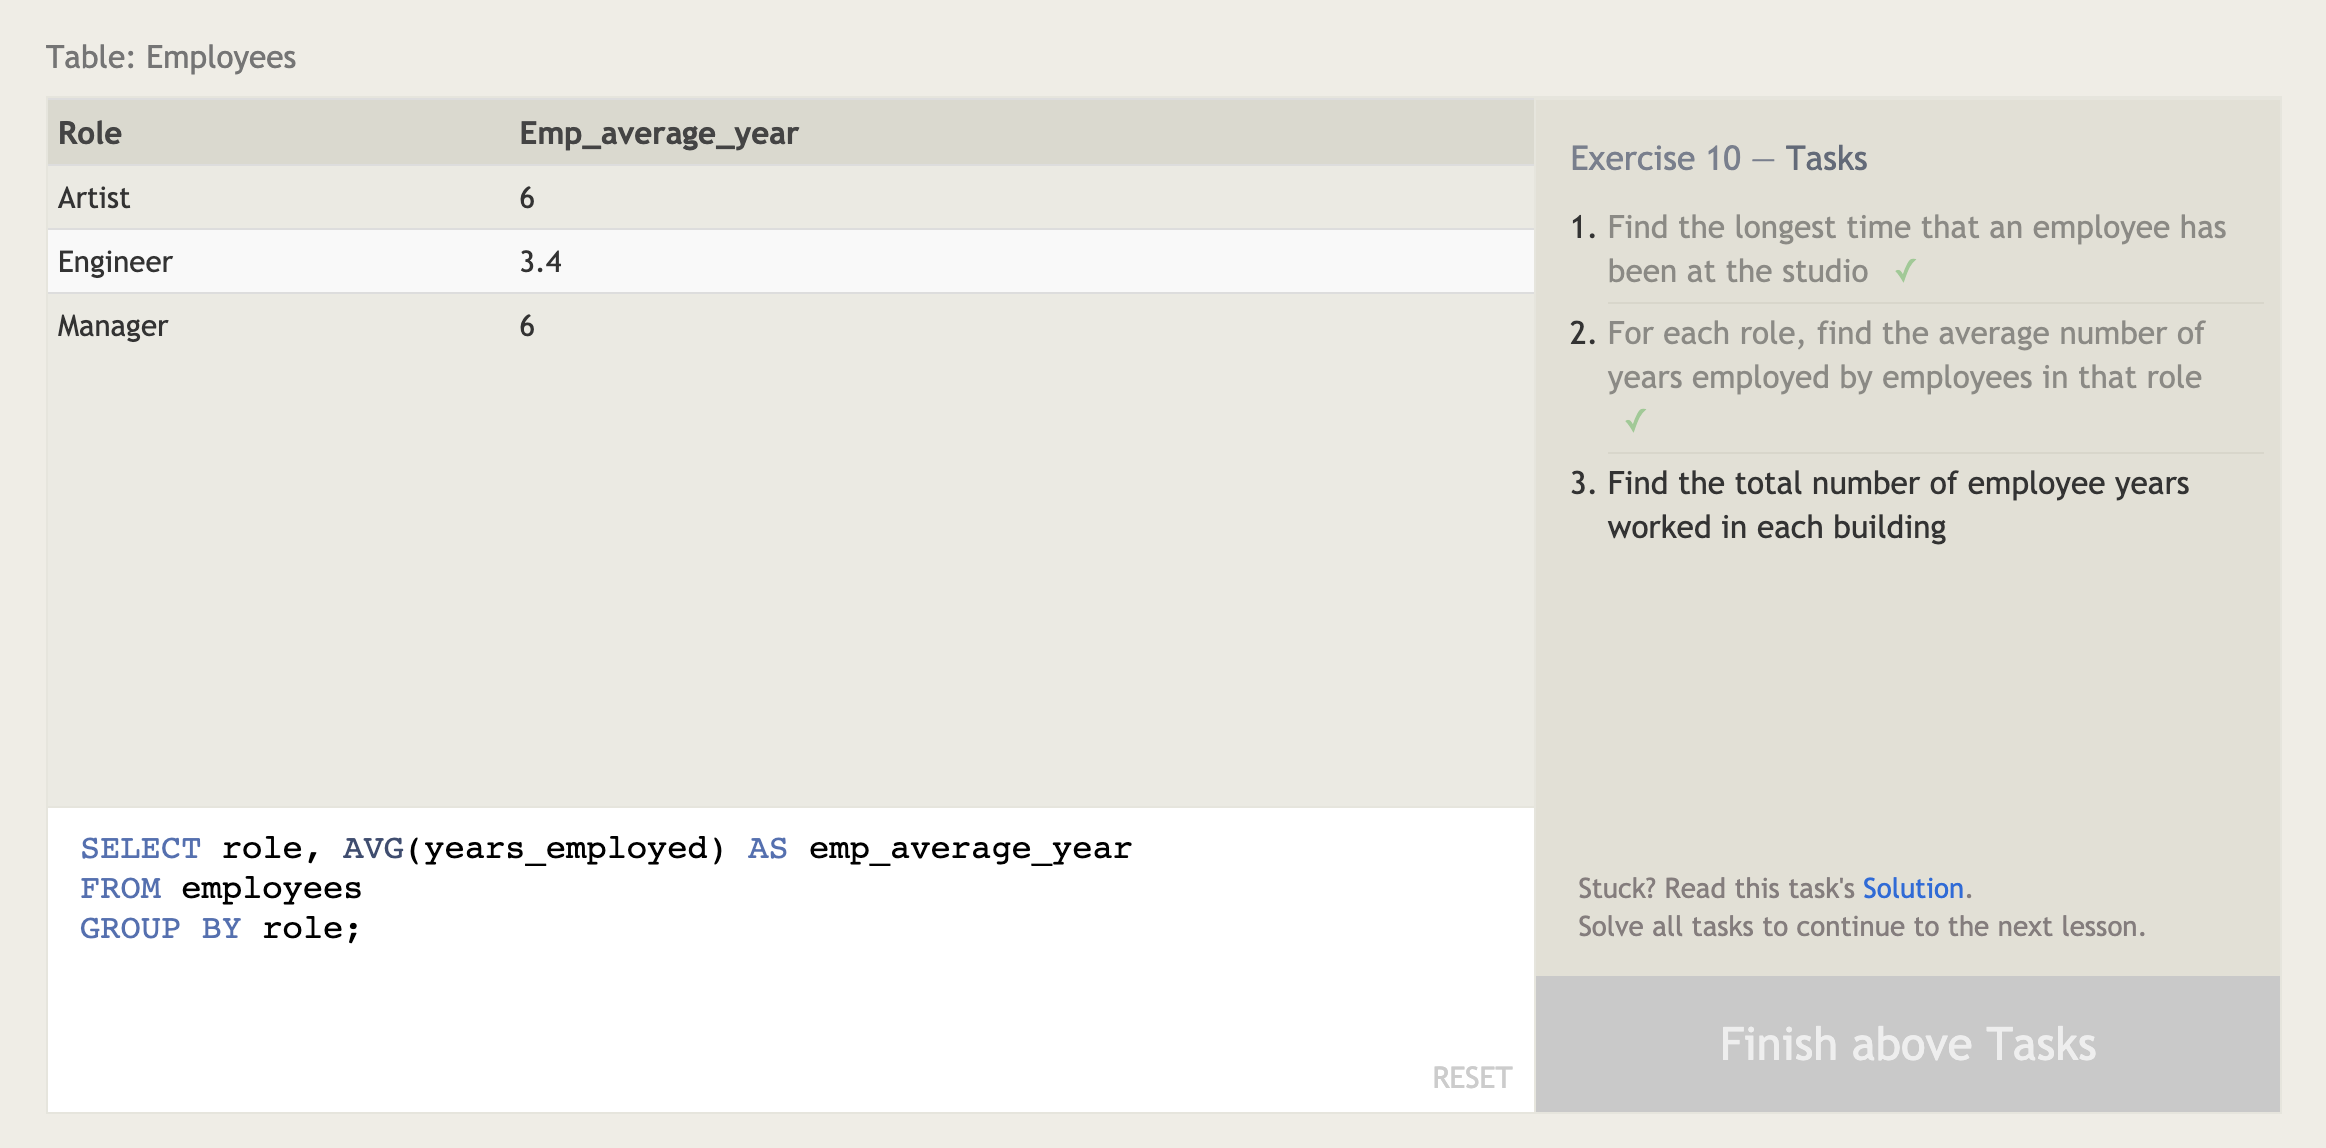 Table: Employees
Role Emp_average_year
Artist 6
Engineer 3.4
Manager 6
SELECT role, AVG(years_employed) AS emp_average_year
FROM employees
GROUP BY role;
RESET
Exercise 10 — Tasks
1. Find the longest time that an employee has
been at the studio ✓
2. For each role, find the average number of
years employed by employees in that role
✓
3. Find the total number of employee years
worked in each building
Stuck? Read this task's Solution.
Solve all tasks to continue to the next lesson.
Finish above Tasks